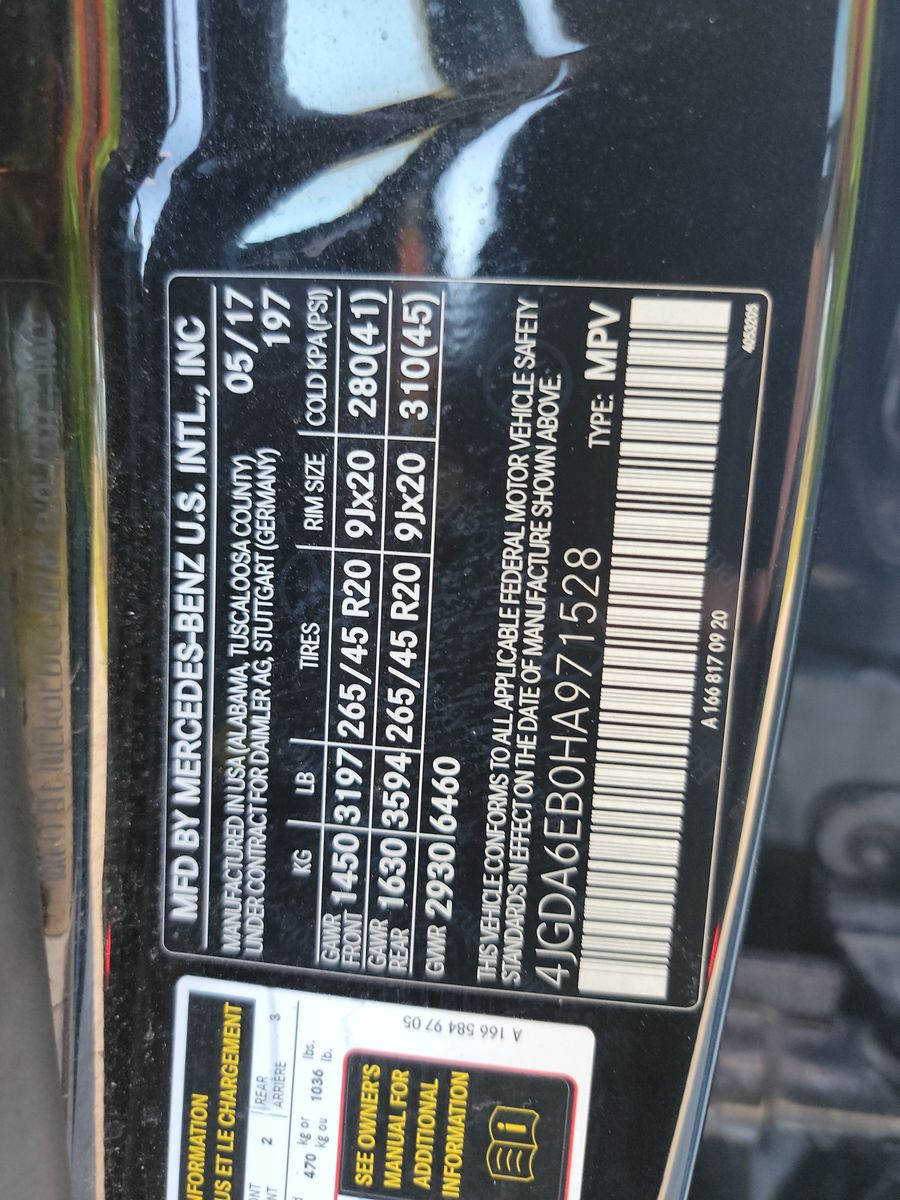 MFD BY MERCEDES-BENZ U.S. INTL., INC
MANUFACTURED IN USA (ALABAMA, TUSCALOOSA COUNTY) 05/17
UNDER CONTRACT FOR DAIMLER AG, STUTTGART (GERMANY) 197
KG LB TIRES RIM SIZE COLD KPA (PSI)
GAWR FRONT 1450 3197 265/45 R20 9Jx20 280(41)
GAWR REAR 1630 3594 265/45 R20 9Jx20 310(45)
GVWR 2930 6460
THIS VEHICLE CONFORMS TO ALL APPLICABLE FEDERAL MOTOR VEHICLE SAFETY
STANDARDS IN EFFECT ON THE DATE OF MANUFACTURE SHOWN ABOVE.
4JGDA6EB0HA971528 TYPE: MPV
A 166 817 09 20 4053205
US ET LE CHARGEMENT
2 REAR
ARRIÈRE 3
470 kg or 1036 lbs.
kg ou lb.
SEE OWNER'S
MANUAL FOR
ADDITIONAL
INFORMATION
A 166 584 97 05